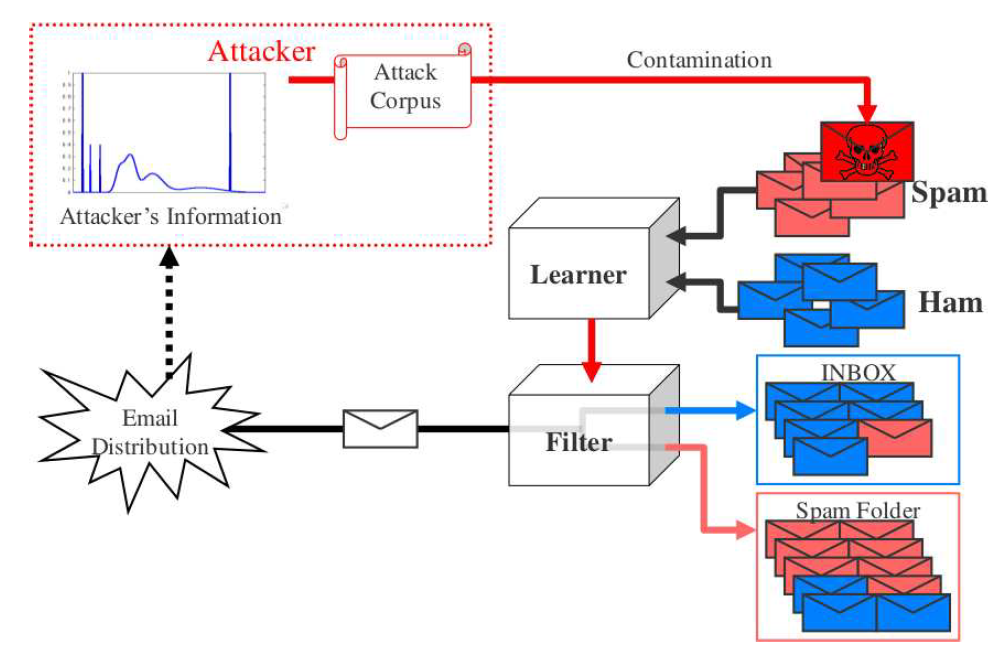 Attacker
Attack
Corpus
Contamination
Attacker's Information
Spam
Learner
Ham
INBOX
Email
Distribution
Filter
Spam Folder